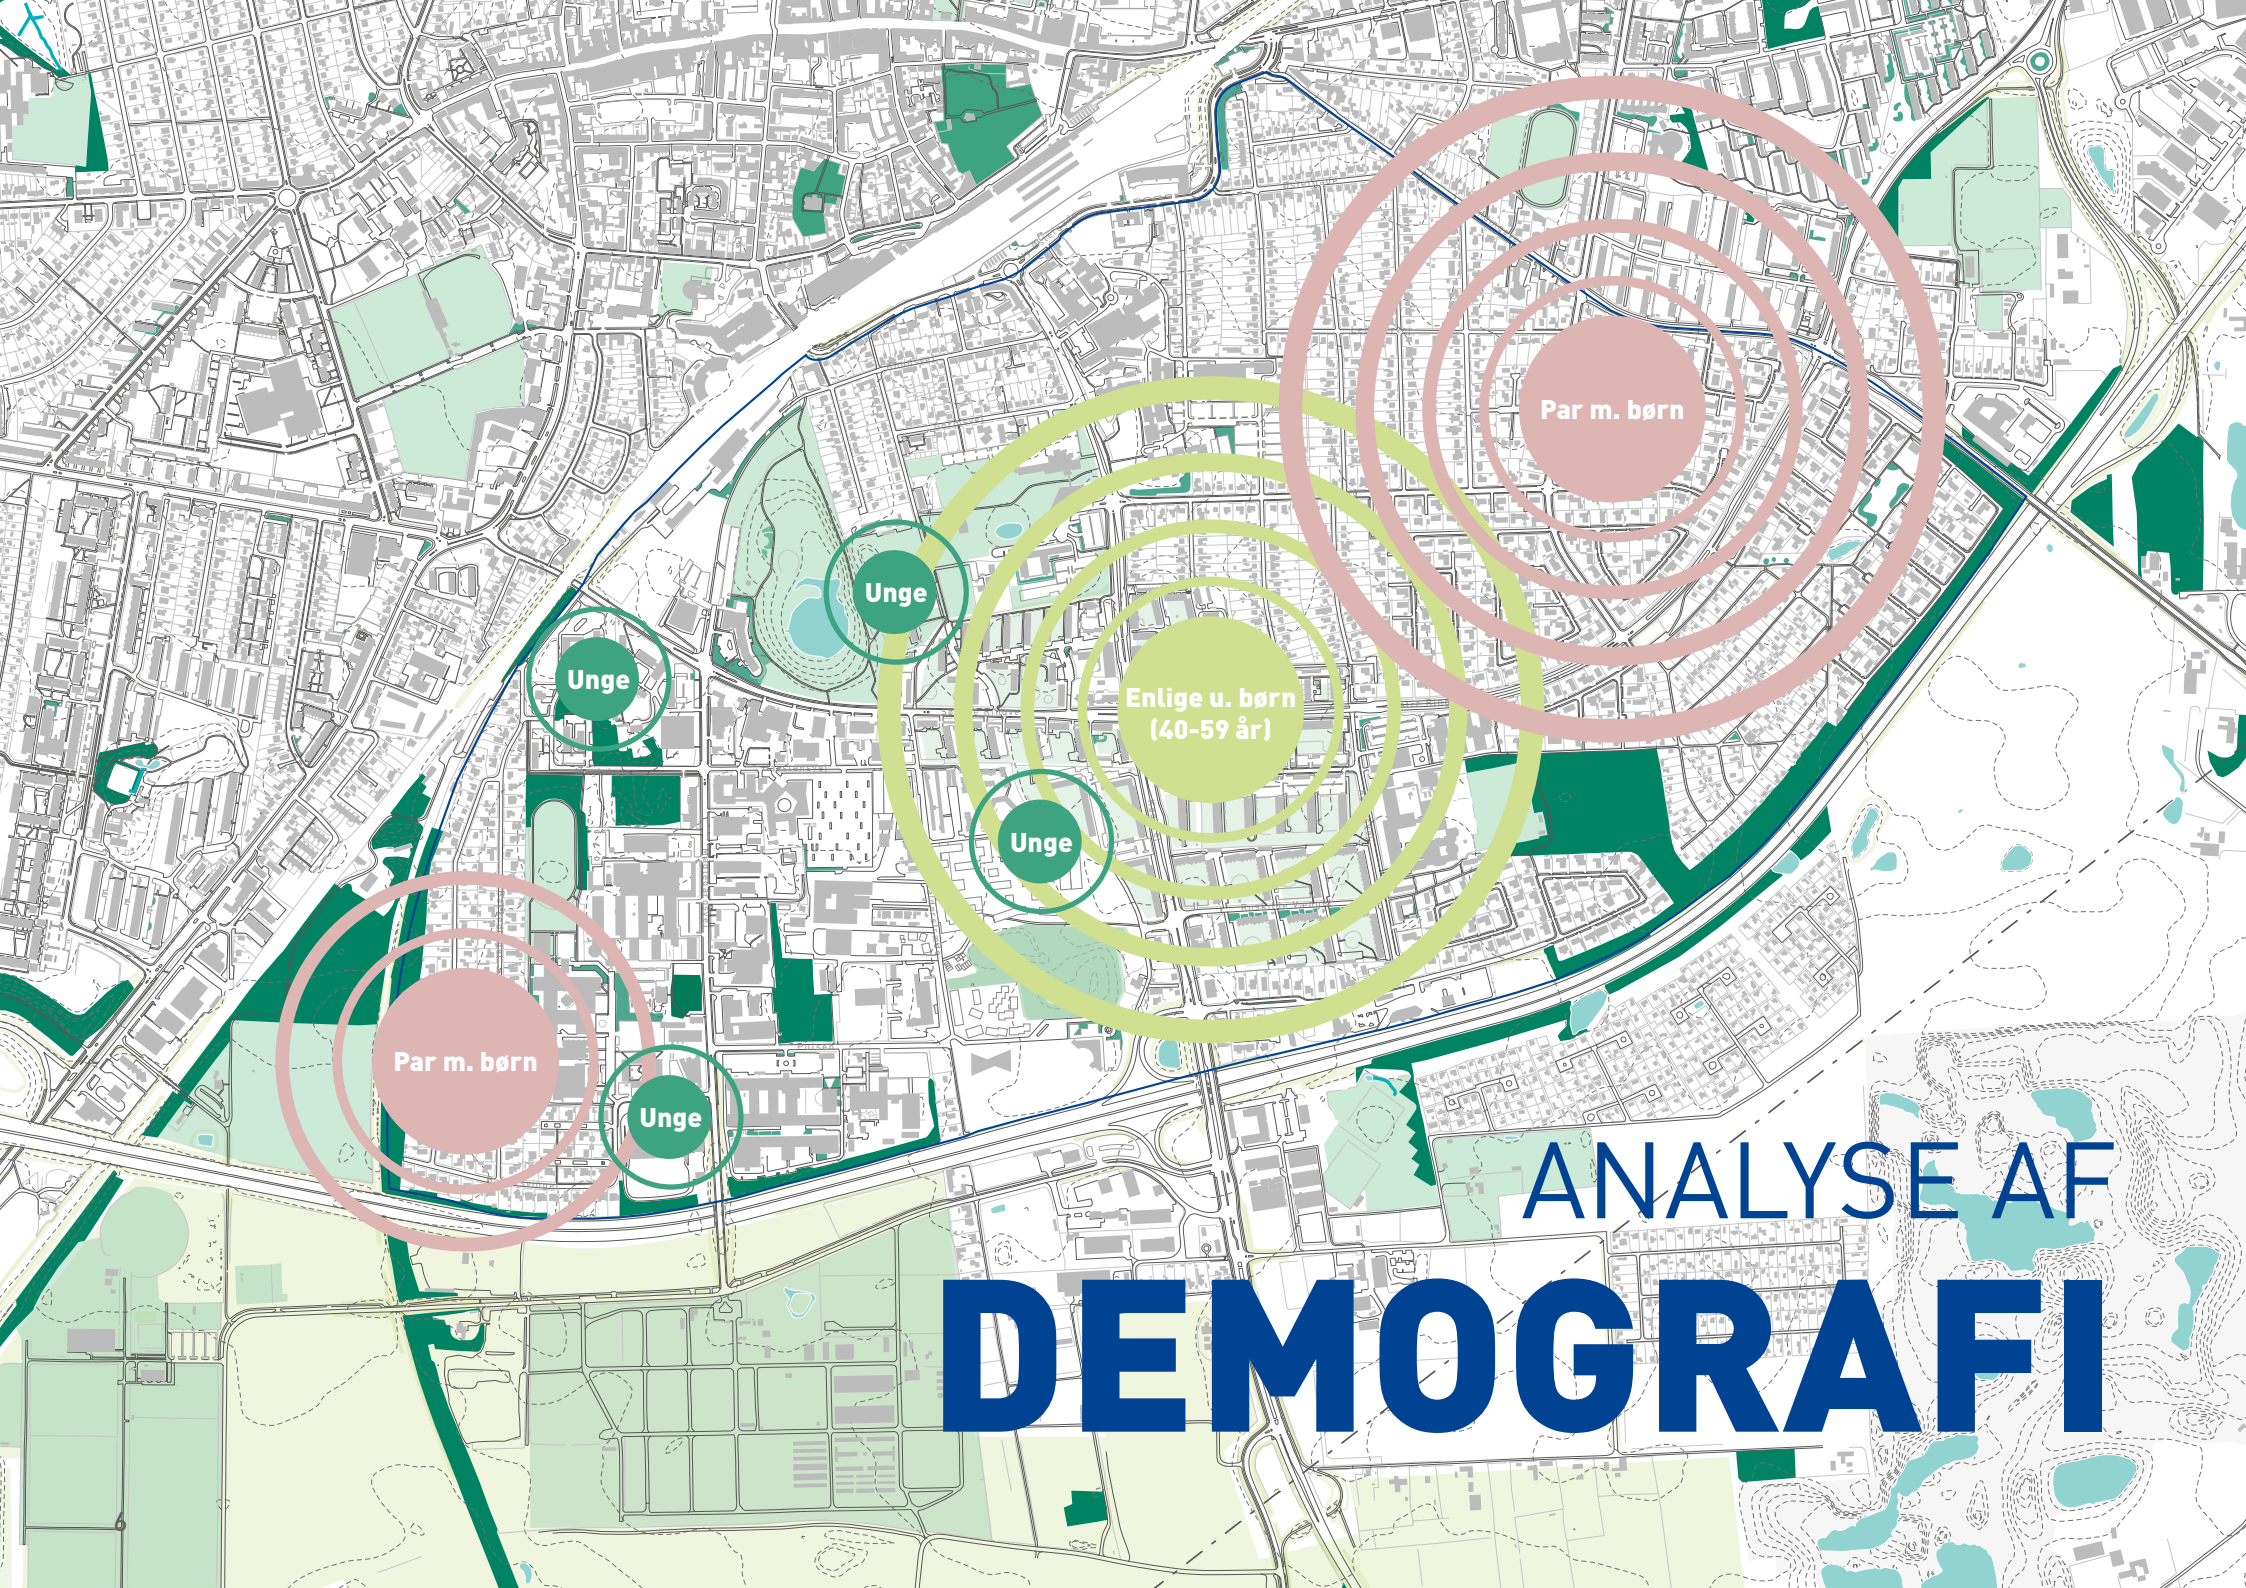 Par m. børn
Unge
Unge
Enlige u. børn
(40-59 år)
Unge
Par m. børn
Unge
ANALYSE AF
DEMOGRAFI